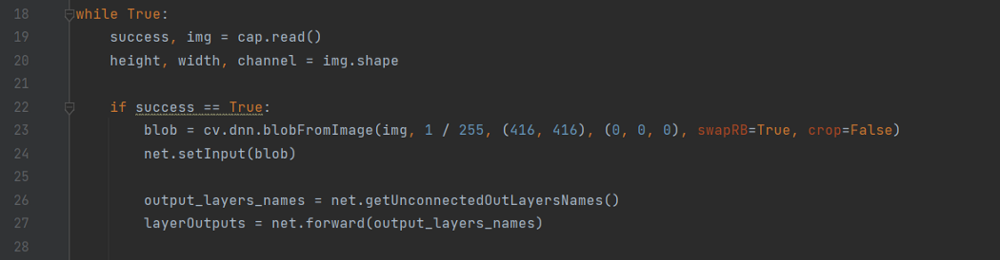 18 while True:
19     success, img = cap.read()
20     height, width, channel = img.shape
21
22     if success == True:
23         blob = cv.dnn.blobFromImage(img, 1 / 255, (416, 416), (0, 0, 0), swapRB=True, crop=False)
24         net.setInput(blob)
25
26         output_layers_names = net.getUnconnectedOutLayersNames()
27         layerOutputs = net.forward(output_layers_names)
28